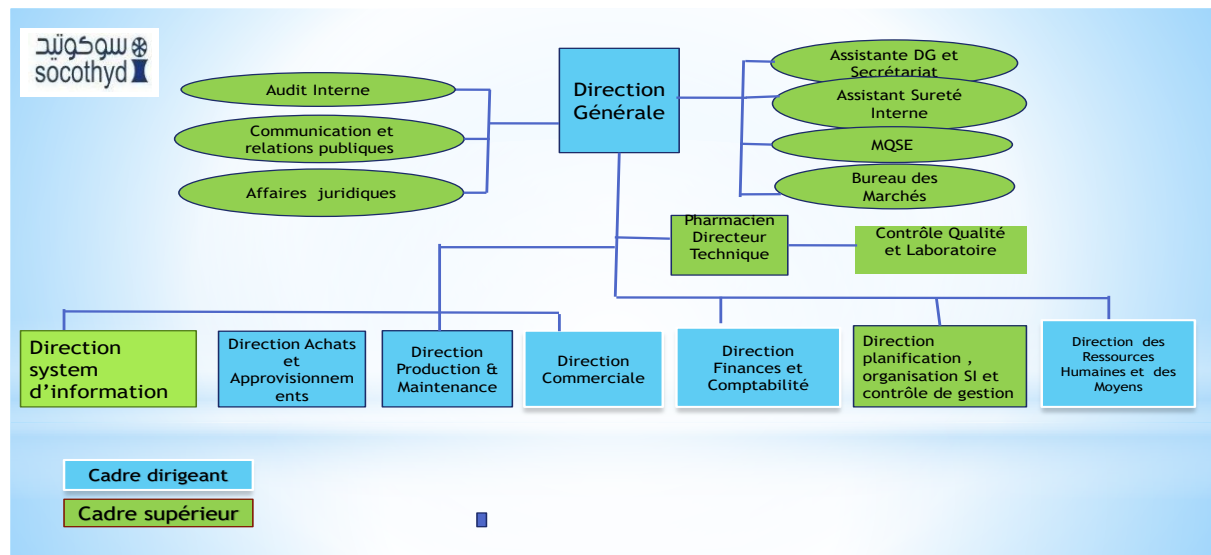 سوكوتيد
socothyd
Direction
Générale
Audit Interne
Communication et
relations publiques
Affaires juridiques
Assistante DG et
Secrétariat
Assistant Sureté
Interne
MQSE
Bureau des
Marchés
Pharmacien
Directeur
Technique
Contrôle Qualité
et Laboratoire
Direction
system
d’information
Direction Achats
et
Approvisionnem
ents
Direction
Production &
Maintenance
Direction
Commerciale
Direction
Finances et
Comptabilité
Direction
planification ,
organisation SI et
contrôle de gestion
Direction des
Ressources
Humaines et des
Moyens
Cadre dirigeant
Cadre supérieur